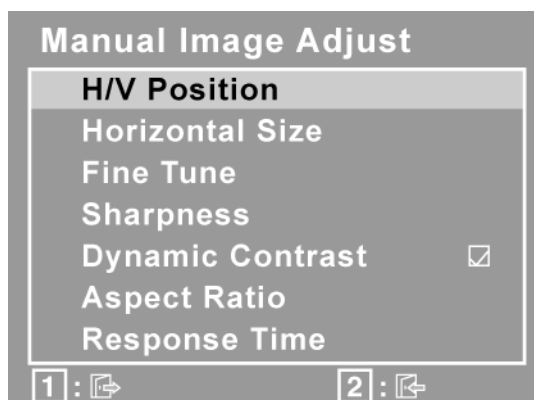 Manual Image Adjust
H/V Position
Horizontal Size
Fine Tune
Sharpness
Dynamic Contrast
Aspect Ratio
Response Time
1: 2: